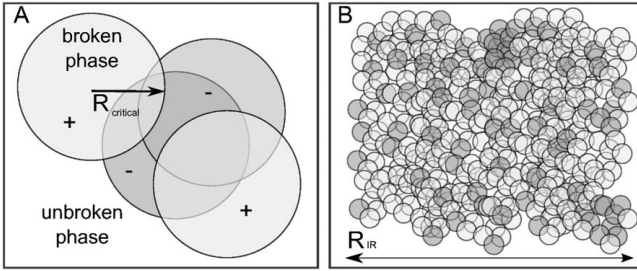 A
broken
phase
R critical
+
-
-
+
unbroken
phase
B
R IR